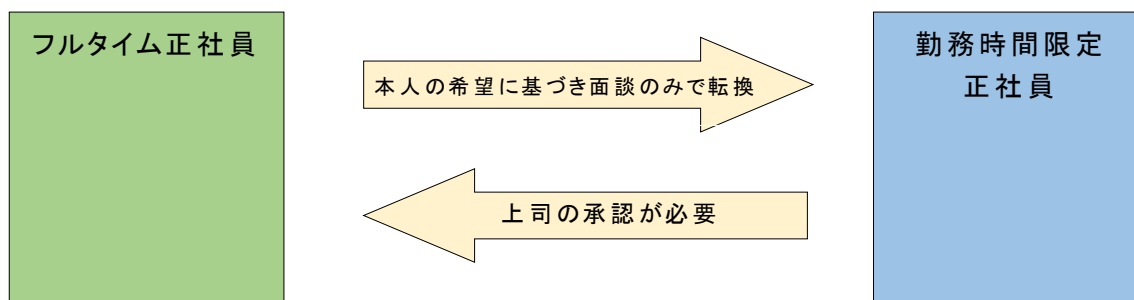 フルタイム正社員
本人の希望に基づき面談のみで転換
上司の承認が必要
勤務時間限定
正社員